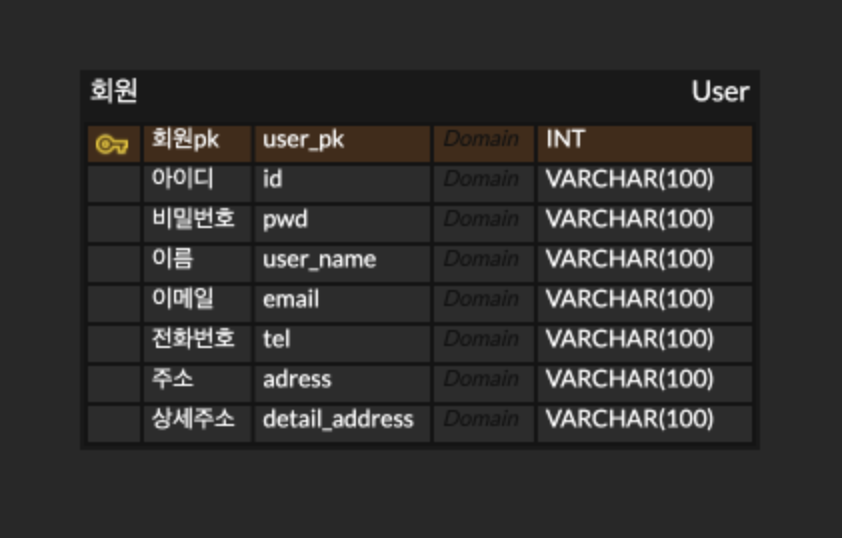 회원 User
회원pk user_pk Domain INT
아이디 id Domain VARCHAR(100)
비밀번호 pwd Domain VARCHAR(100)
이름 user_name Domain VARCHAR(100)
이메일 email Domain VARCHAR(100)
전화번호 tel Domain VARCHAR(100)
주소 adress Domain VARCHAR(100)
상세주소 detail_address Domain VARCHAR(100)